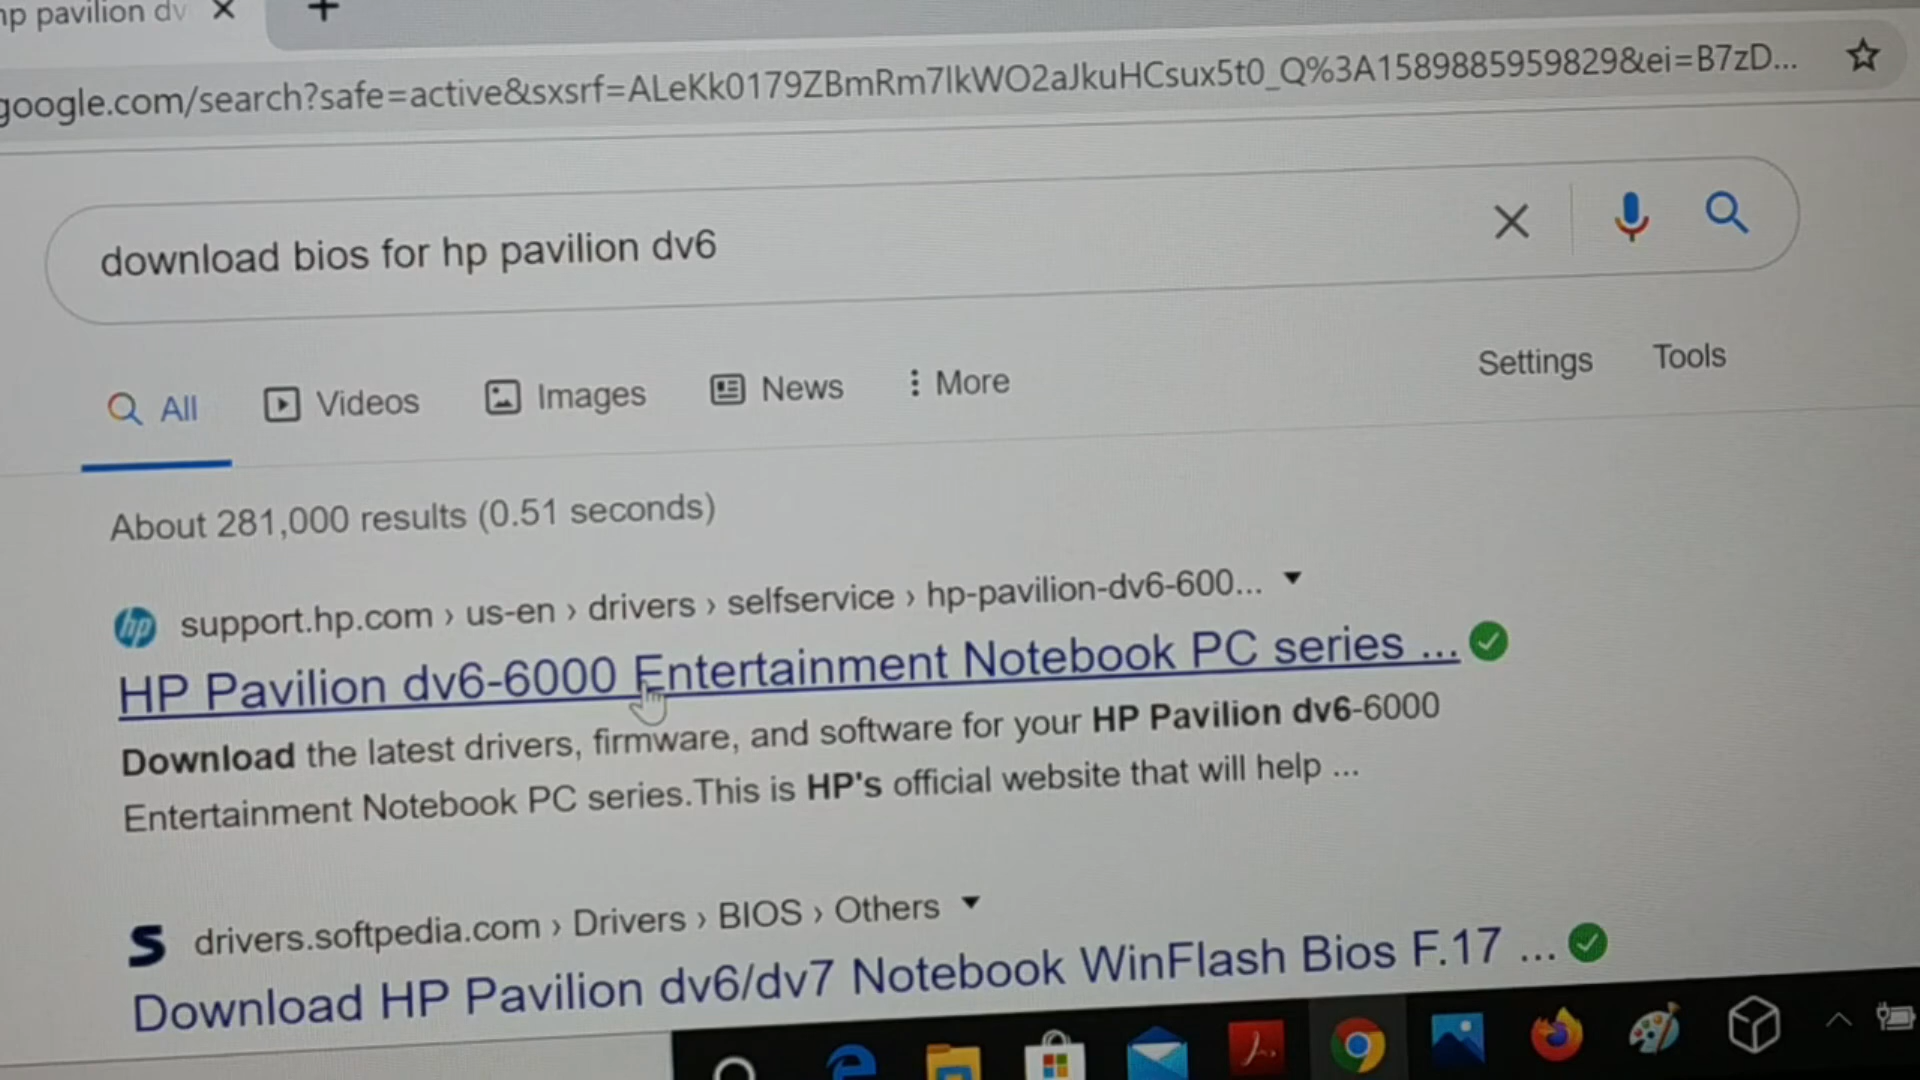 hp pavilion dv
google.com/search?safe=active&sxsrf=ALeKk0179ZBmRm7lkWO2aJkuHCsux5t0_Q%3A1589885959829&ei=B7zD...
download bios for hp pavilion dv6
All Videos Images News More Settings Tools
About 281,000 results (0.51 seconds)
hp support.hp.com › us-en › drivers › selfservice › hp-pavilion-dv6-600...
HP Pavilion dv6-6000 Entertainment Notebook PC series ...
Download the latest drivers, firmware, and software for your HP Pavilion dv6-6000
Entertainment Notebook PC series.This is HP's official website that will help ...
S drivers.softpedia.com › Drivers › BIOS › Others
Download HP Pavilion dv6/dv7 Notebook WinFlash Bios F.17 ...